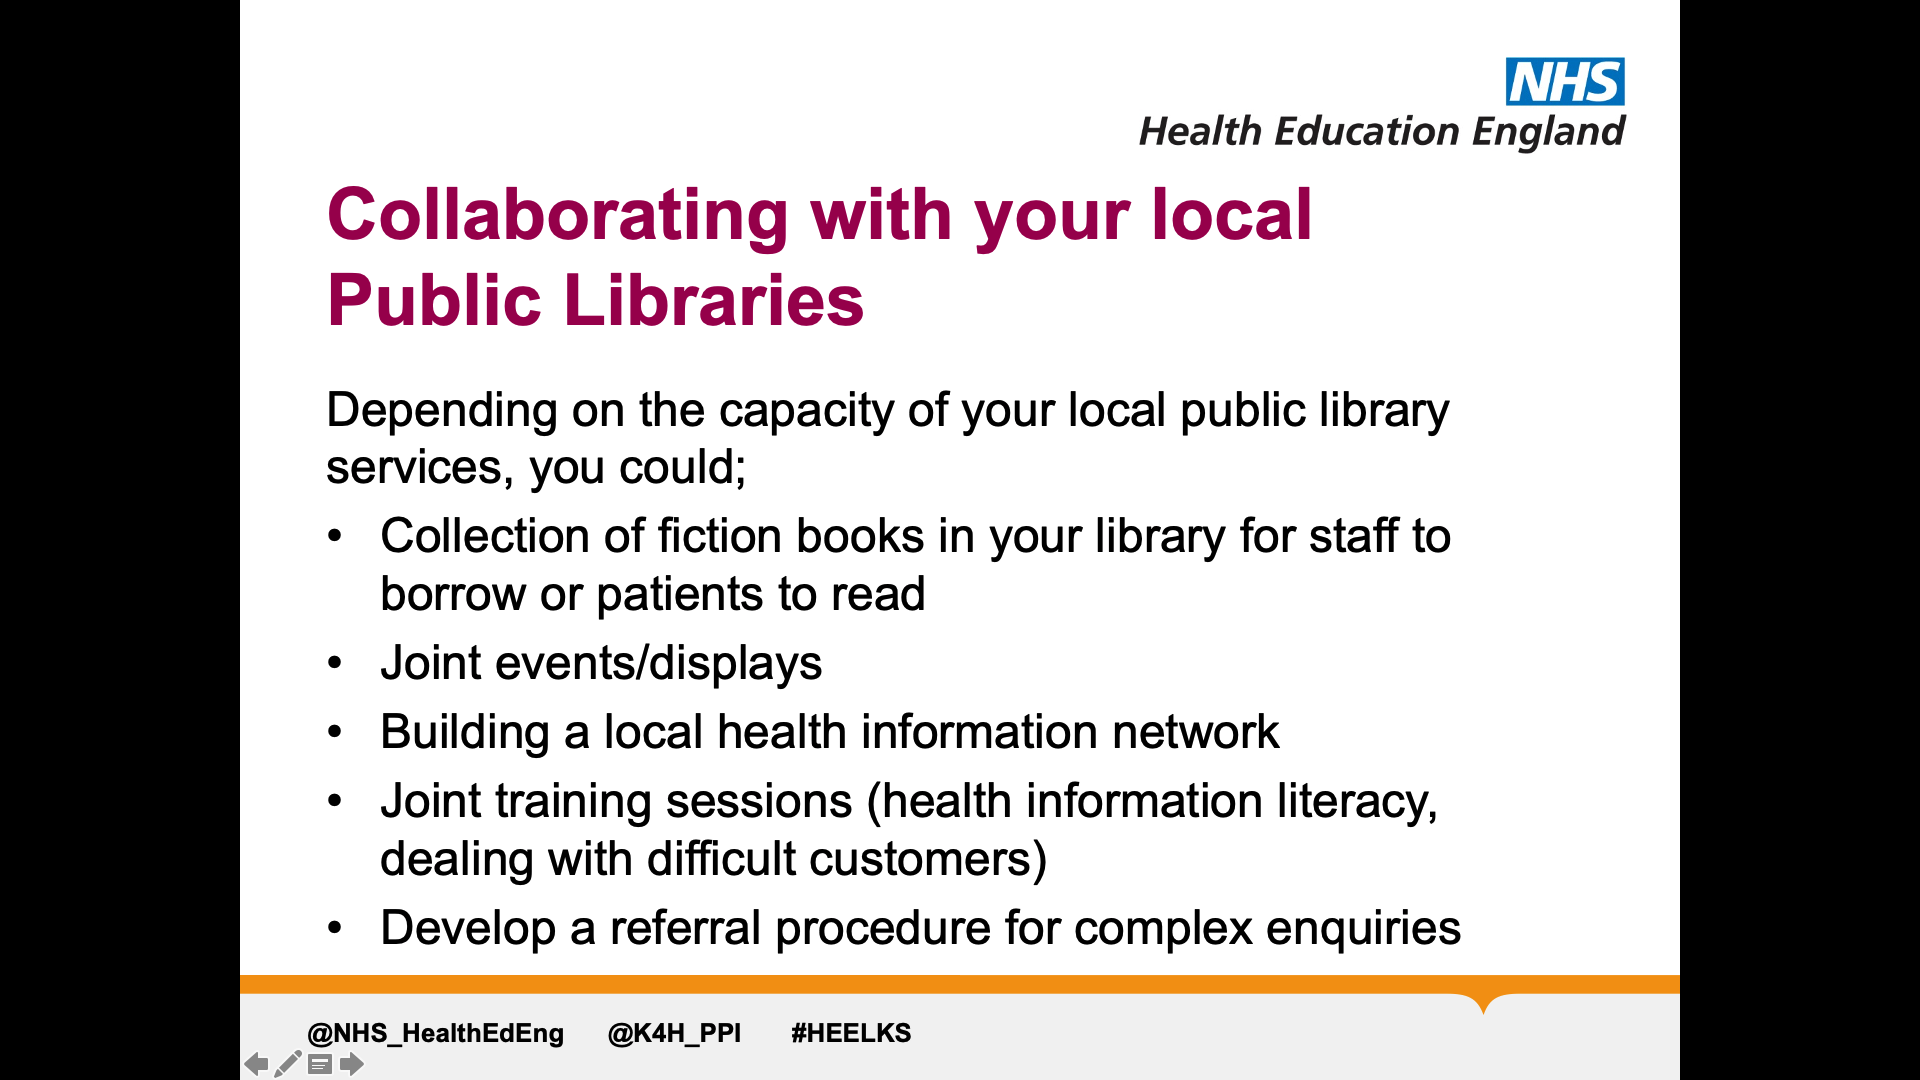 NHS
Health Education England
Collaborating with your local
Public Libraries
Depending on the capacity of your local public library
services, you could;
• Collection of fiction books in your library for staff to
borrow or patients to read
• Joint events/displays
• Building a local health information network
• Joint training sessions (health information literacy,
dealing with difficult customers)
• Develop a referral procedure for complex enquiries
@NHS_HealthEdEng @K4H_PPI #HEELKS